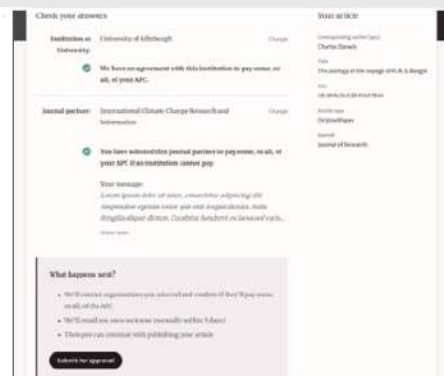 Check your answers
Institution or University:
University of Edinburgh
Change
We have an agreement with this institution to pay some, or
all, of your APC.
Journal partner:
International Climate Change Research and
Information
Change
You have selected this journal partner to pay some, or all, of
your APC if an institution cannot pay.
Your message:
Lorem ipsum dolor sit amet, consectetur adipiscing elit.
What happens next?
We'll contact organisations you selected and confirm if they'll pay some,
or all, of the APC
We'll email you once we know (normally within 5 days)
Then you can continue with publishing your article
Submit for approval
Your article
Corresponding author (you)
Charles Darwin
Title
The zoology of the voyage of H.M.S. Beagle
Article type
Original Paper
Journal
Journal of Research